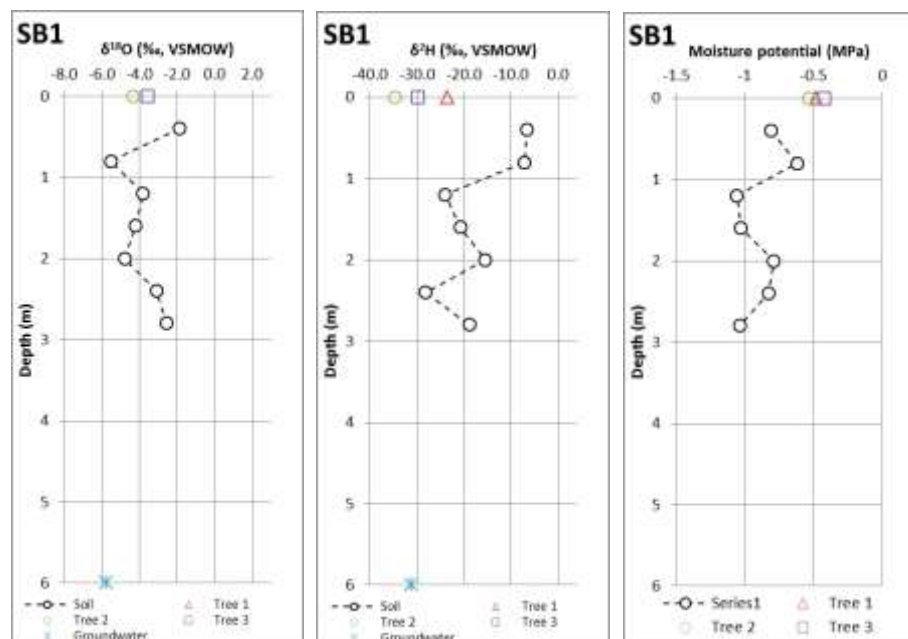 SB1
δ¹⁸O (‰, VSMOW)
-8.0 -6.0 -4.0 -2.0 0.0 2.0
0
1
2
3
4
5
6
Depth (m)
Soil
Tree 1
Tree 2
Tree 3
Groundwater
SB1
δ²H (‰, VSMOW)
-40.0 -30.0 -20.0 -10.0 0.0
0
1
2
3
4
5
6
Depth (m)
Soil
Tree 1
Tree 2
Tree 3
Groundwater
SB1
Moisture potential (MPa)
-1.5 -1 -0.5 0
0
1
2
3
4
5
6
Depth (m)
Series1
Tree 1
Tree 2
Tree 3